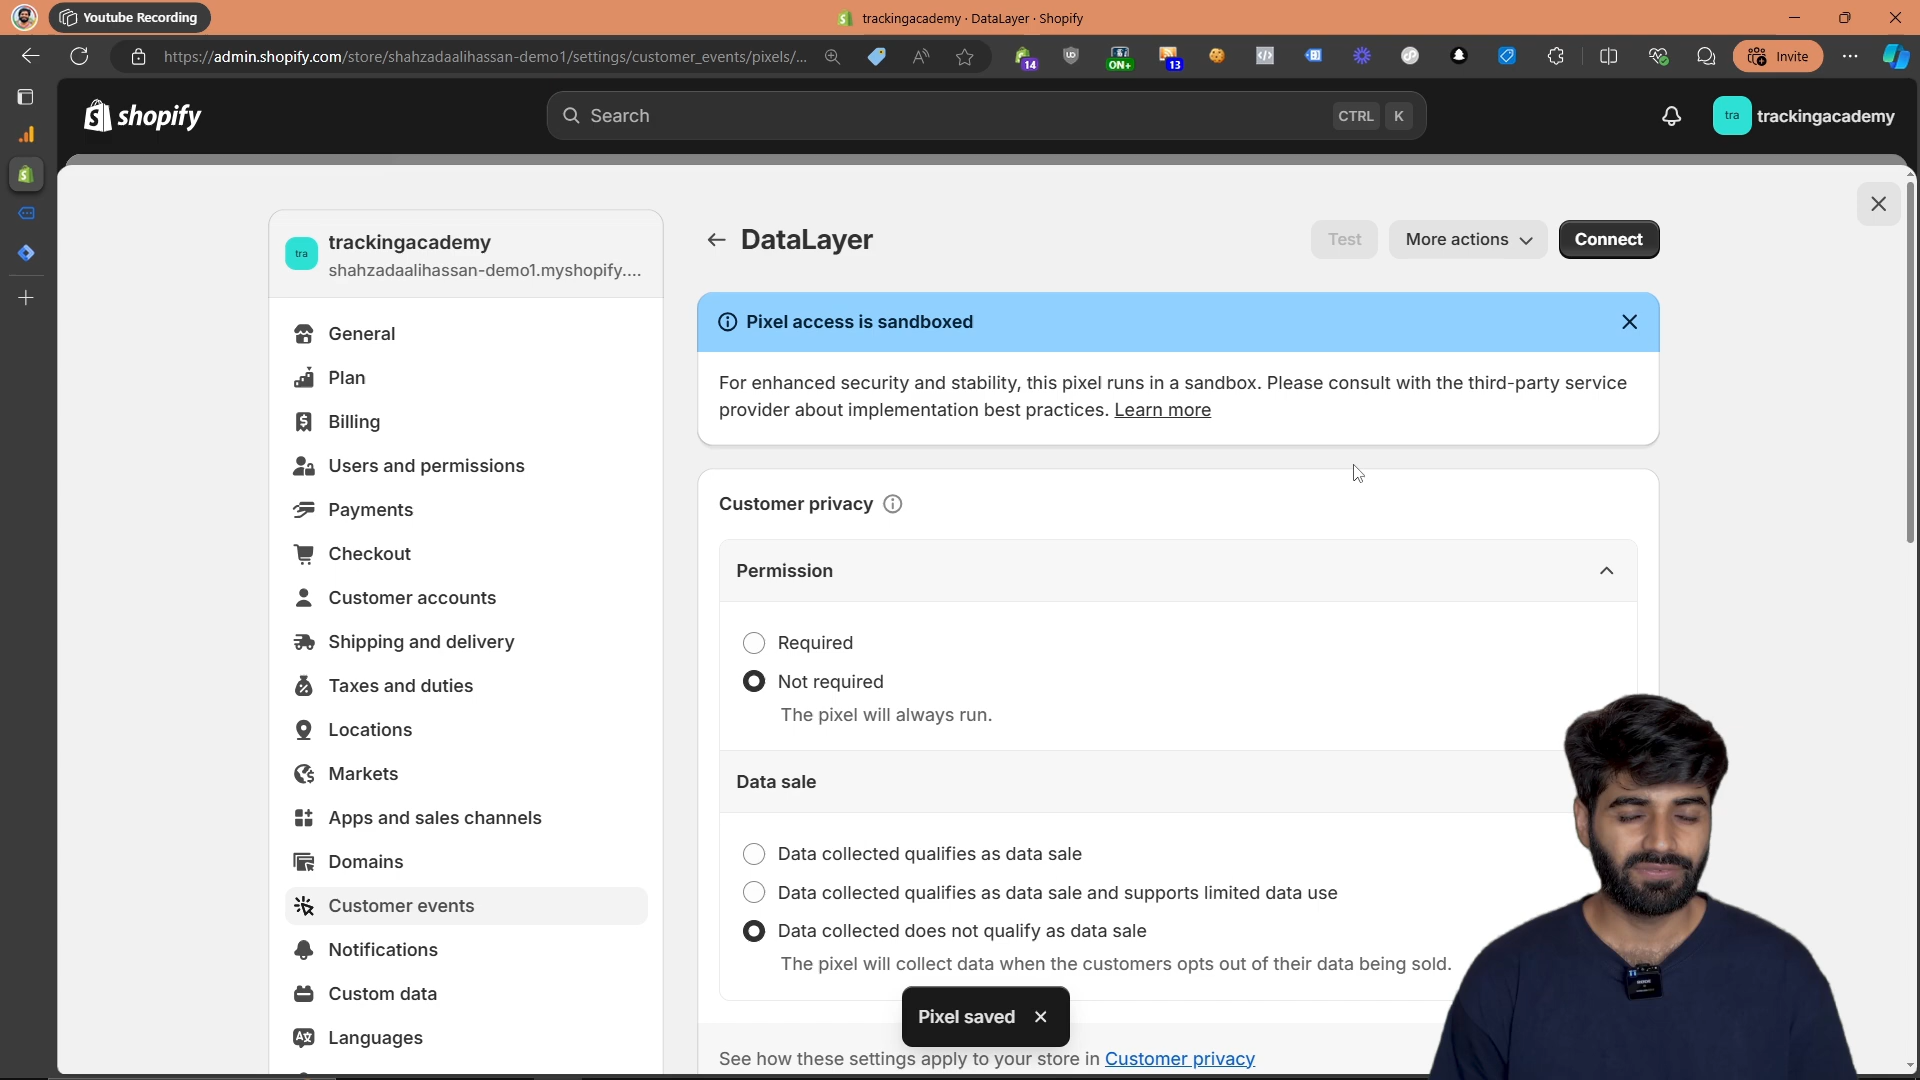 Youtube Recording
trackingacademy · DataLayer · Shopify
https://admin.shopify.com/store/shahzadaalihassan-demo1/settings/customer_events/pixels/...
14
ON+
13
Invite
shopify
Search
CTRL K
tra trackingacademy
tra
trackingacademy
shahzadaalihassan-demo1.myshopify....
General
Plan
Billing
Users and permissions
Payments
Checkout
Customer accounts
Shipping and delivery
Taxes and duties
Locations
Markets
Apps and sales channels
Domains
Customer events
Notifications
Custom data
Languages
DataLayer
Test
More actions
Connect
Pixel access is sandboxed
For enhanced security and stability, this pixel runs in a sandbox. Please consult with the third-party service
provider about implementation best practices. Learn more
Customer privacy
Permission
Required
Not required
The pixel will always run.
Data sale
Data collected qualifies as data sale
Data collected qualifies as data sale and supports limited data use
Data collected does not qualify as data sale
The pixel will collect data when the customers opts out of their data being sold.
Pixel saved
See how these settings apply to your store in Customer privacy